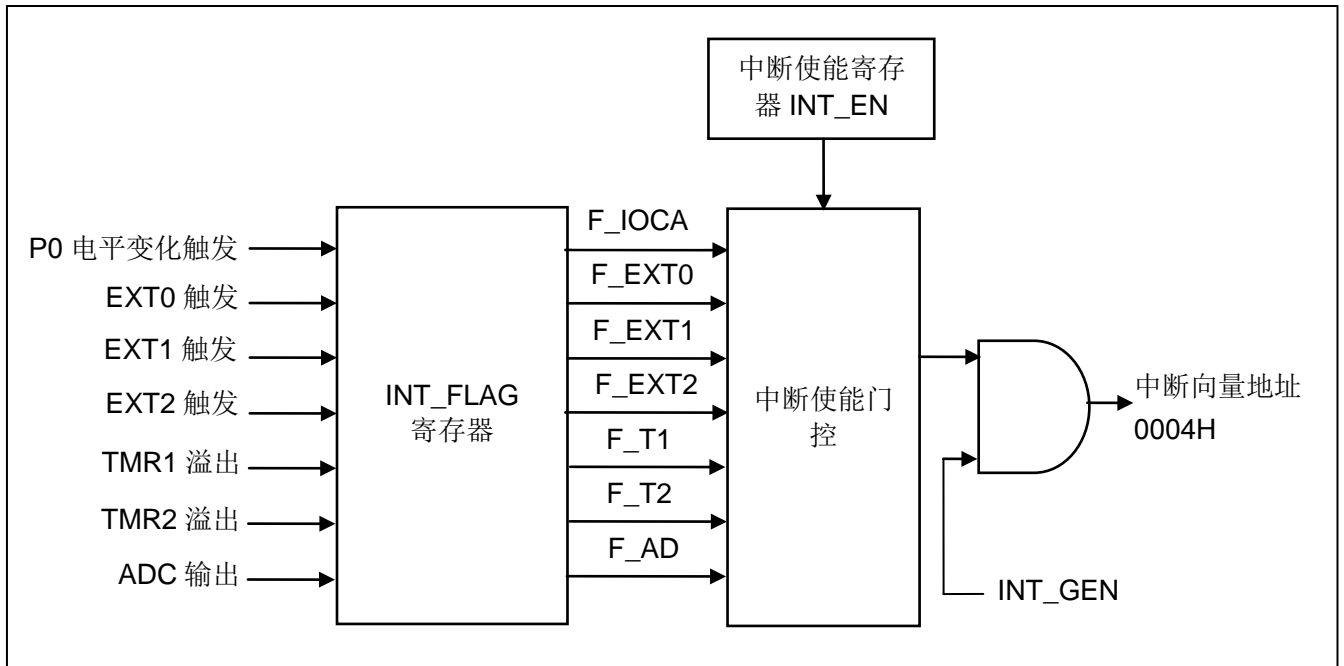 中断使能寄存
器 INT_EN
P0 电平变化触发
EXT0 触发
EXT1 触发
EXT2 触发
TMR1 溢出
TMR2 溢出
ADC 输出
INT_FLAG
寄存器
F_IOCA
F_EXT0
F_EXT1
F_EXT2
F_T1
F_T2
F_AD
中断使能门
控
中断向量地址
0004H
INT_GEN